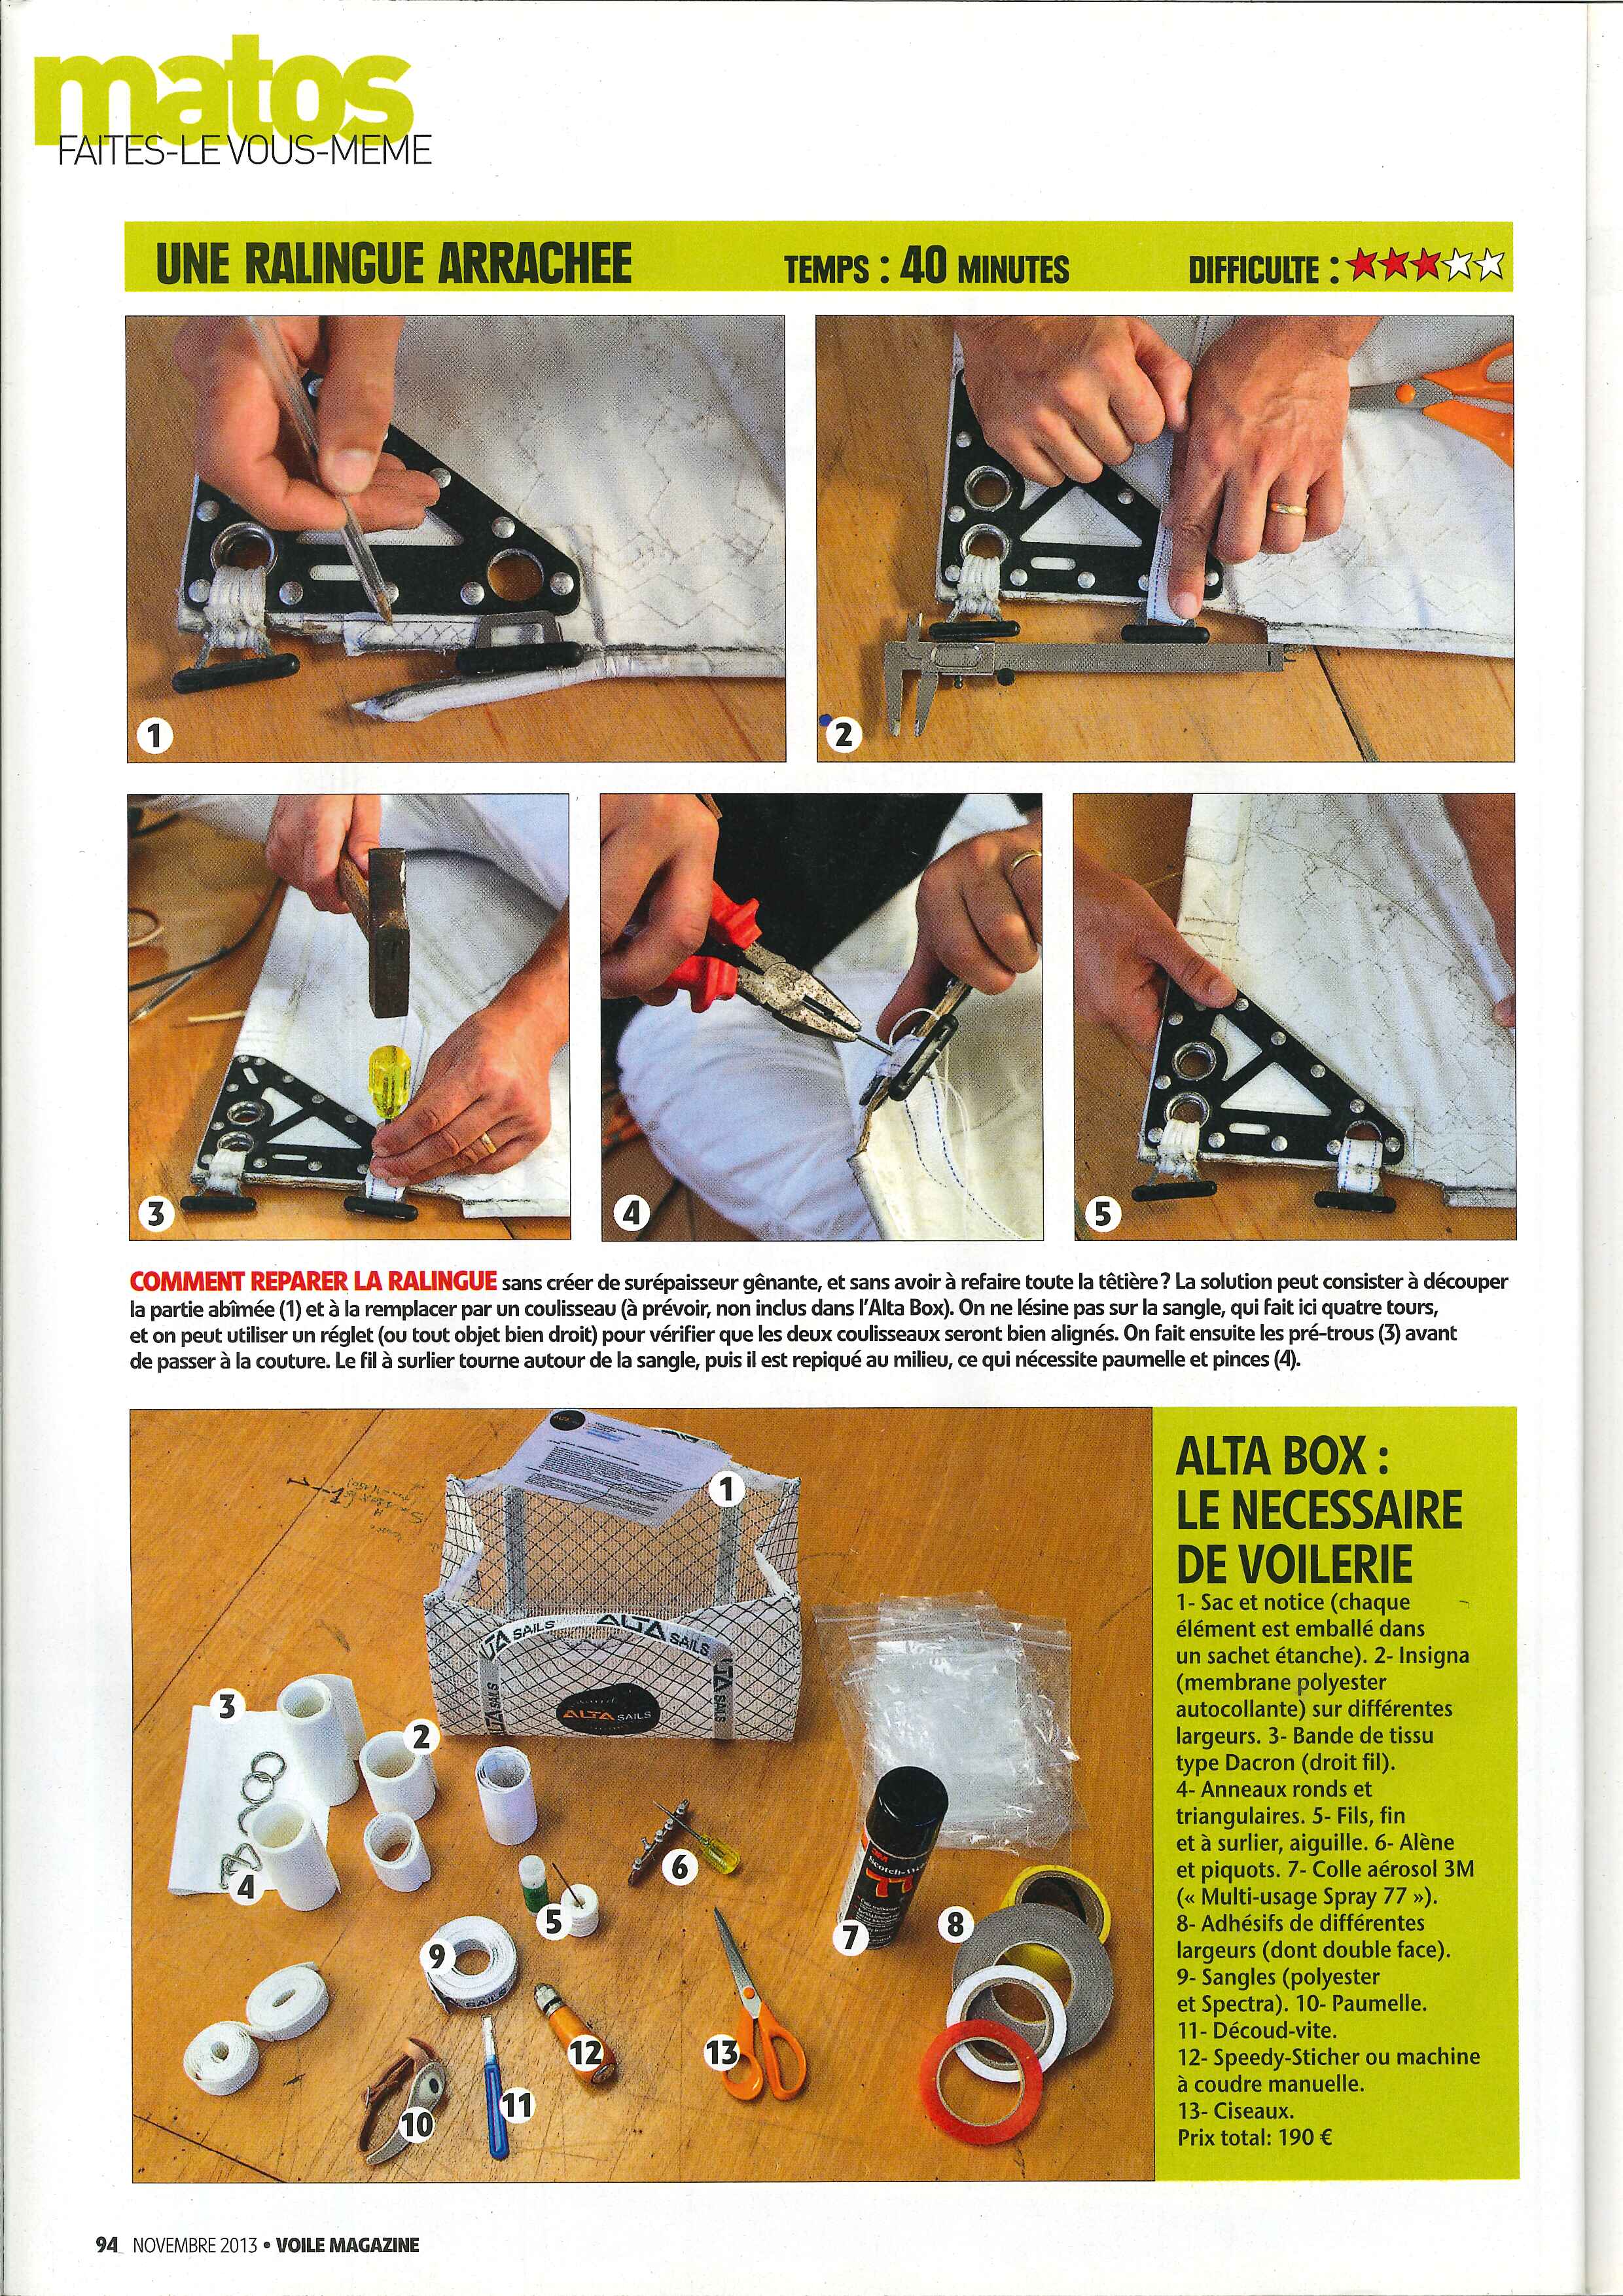 matos
FAITES-LE VOUS-MEME
UNE RALINGUE ARRACHEE
TEMPS : 40 MINUTES
DIFFICULTE :
1
2
3
4
5
COMMENT REPARER LA RALINGUE sans créer de surépaisseur gênante, et sans avoir à refaire toute la têtière? La solution peut consister à découper
la partie abîmée (1) et à la remplacer par un coulisseau (à prévoir, non inclus dans l'Alta Box). On ne lésine pas sur la sangle, qui fait ici quatre tours,
et on peut utiliser un réglet (ou tout objet bien droit) pour vérifier que les deux coulisseaux seront bien alignés. On fait ensuite les pré-trous (3) avant
de passer à la couture. Le fil à surlier tourne autour de la sangle, puis il est repiqué au milieu, ce qui nécessite paumelle et pinces (4).
1
ALTA SAILS
ALTA SAILS
ALTA SAILS
ALTA SAILS
ALTA SAILS
3
2
4
5
6
3M
7
8
9
SAILS
10
11
12
13
ALTA BOX :
LE NECESSAIRE
DE VOILERIE
1- Sac et notice (chaque
élément est emballé dans
un sachet étanche). 2- Insigna
(membrane polyester
autocollante) sur différentes
largeurs. 3- Bande de tissu
type Dacron (droit fil).
4- Anneaux ronds et
triangulaires. 5- Fils, fin
et à surlier, aiguille. 6- Alène
et piquots. 7- Colle aérosol 3M
(« Multi-usage Spray 77 »).
8- Adhésifs de différentes
largeurs (dont double face).
9- Sangles (polyester
et Spectra). 10- Paumelle.
11- Découd-vite.
12- Speedy-Sticher ou machine
à coudre manuelle.
13- Ciseaux.
Prix total: 190 €
94 NOVEMBRE 2013 • VOILE MAGAZINE